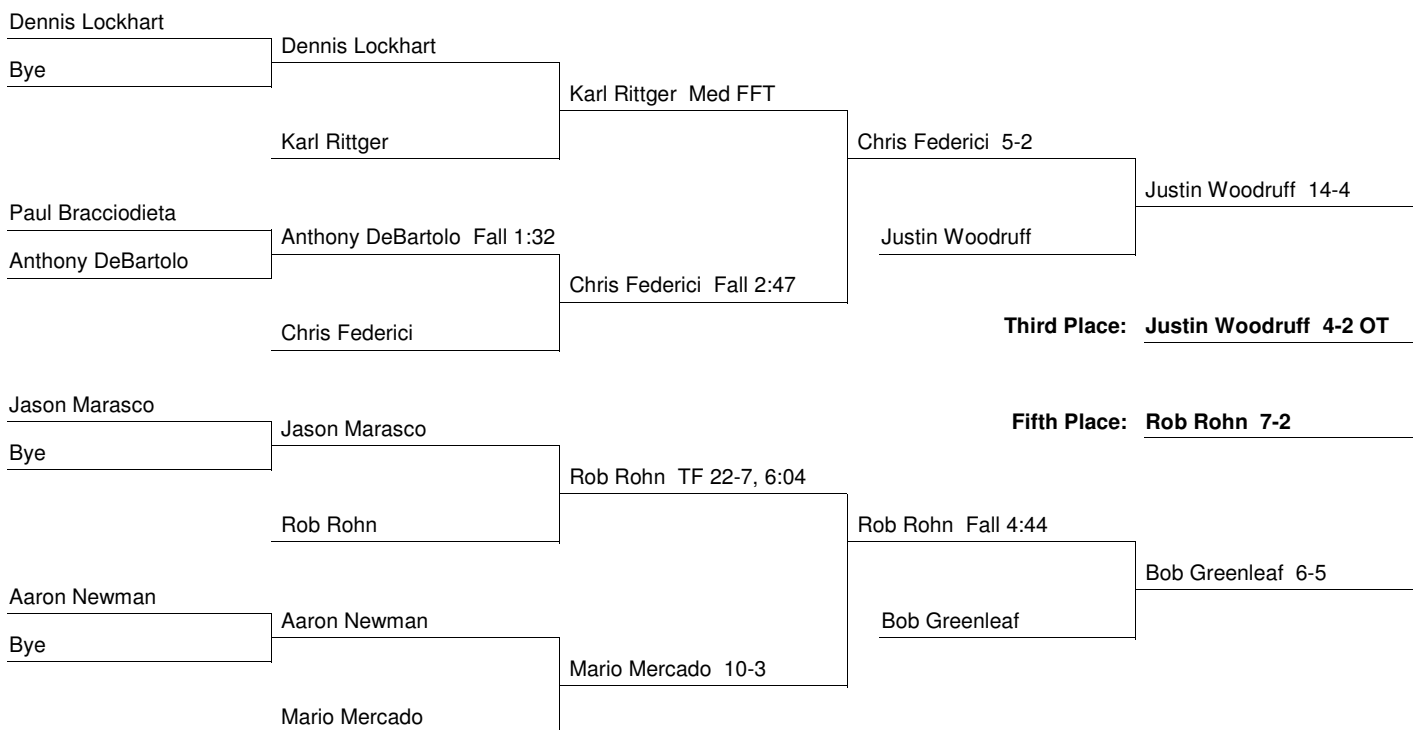 Dennis Lockhart
Dennis Lockhart
Bye
Karl Rittger  Med FFT
Karl Rittger
Chris Federici  5-2
Justin Woodruff  14-4
Paul Bracciodieta
Anthony DeBartolo  Fall 1:32
Justin Woodruff
Anthony DeBartolo
Chris Federici  Fall 2:47
Chris Federici
Third Place:  Justin Woodruff  4-2 OT
Jason Marasco
Fifth Place:  Rob Rohn  7-2
Jason Marasco
Bye
Rob Rohn  TF 22-7, 6:04
Rob Rohn
Rob Rohn  Fall 4:44
Bob Greenleaf  6-5
Aaron Newman
Aaron Newman
Bob Greenleaf
Bye
Mario Mercado  10-3
Mario Mercado